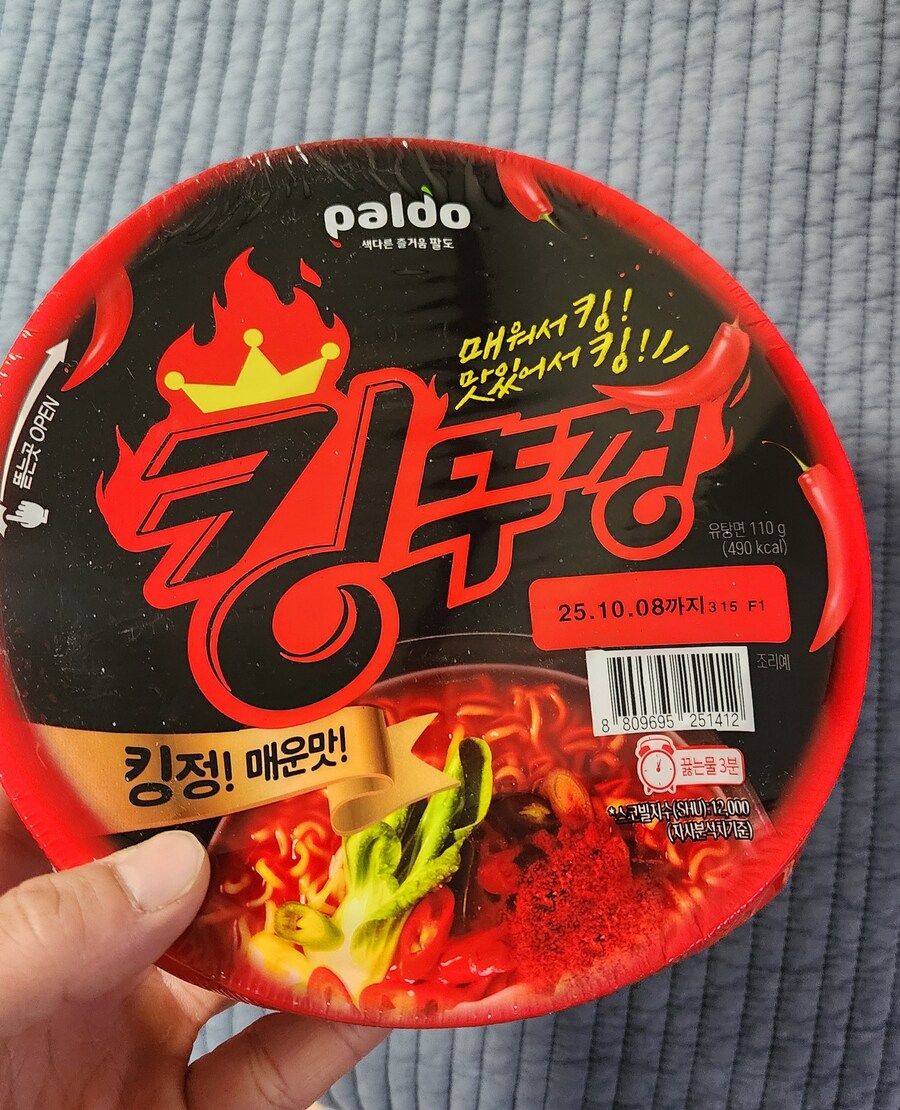 paldo
색다른 즐거움 팔도
매워서 킹!
맛있어서 킹!!
킹뚜껑
뜯는곳 OPEN
유탕면 110 g
(490 kcal)
25.10.08까지 315 F1
조리예
8 809695 251412
킹정! 매운맛!
끓는물 3분
*스코빌지수(SHU):12,000
(자사분석치기준)